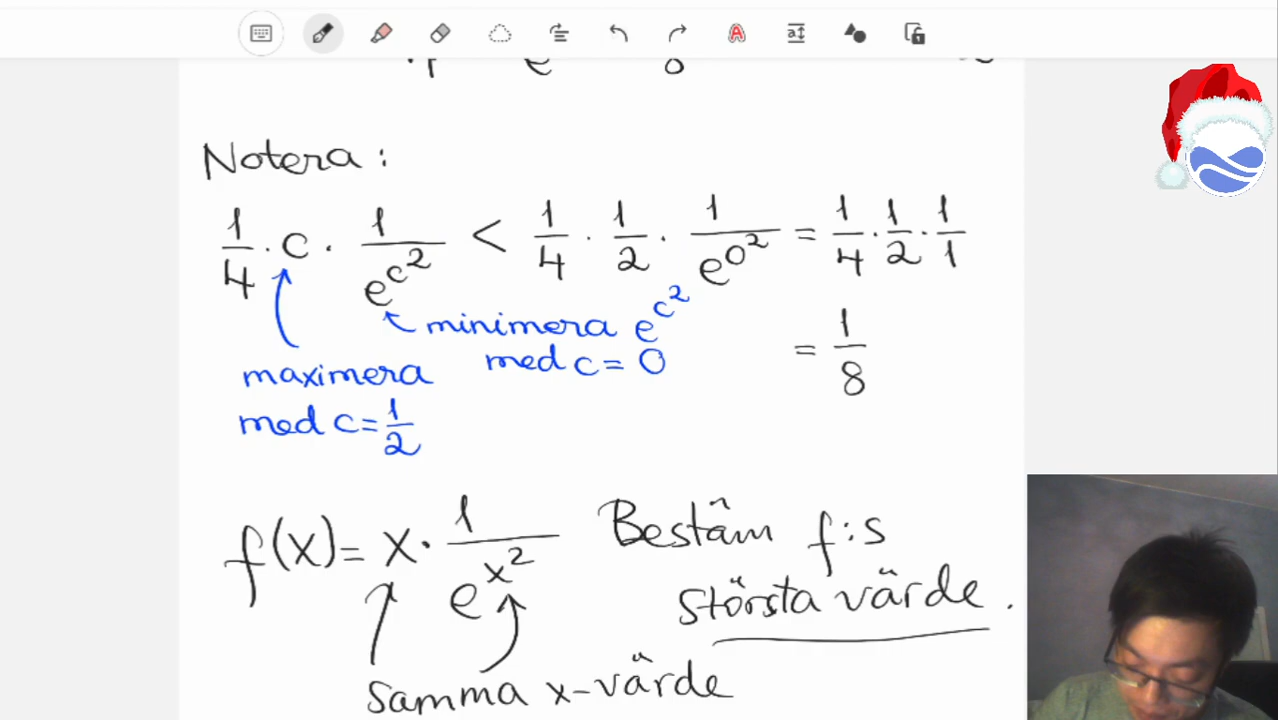 Notera :
1/4 · c · 1/e^c² < 1/4 · 1/2 · 1/e^0² = 1/4 · 1/2 · 1/1
= 1/8
minimera e^c²
med c = 0
maximera
med c = 1/2
f(x) = x · 1/e^x²
Bestäm f:s
största värde .
samma x-värde